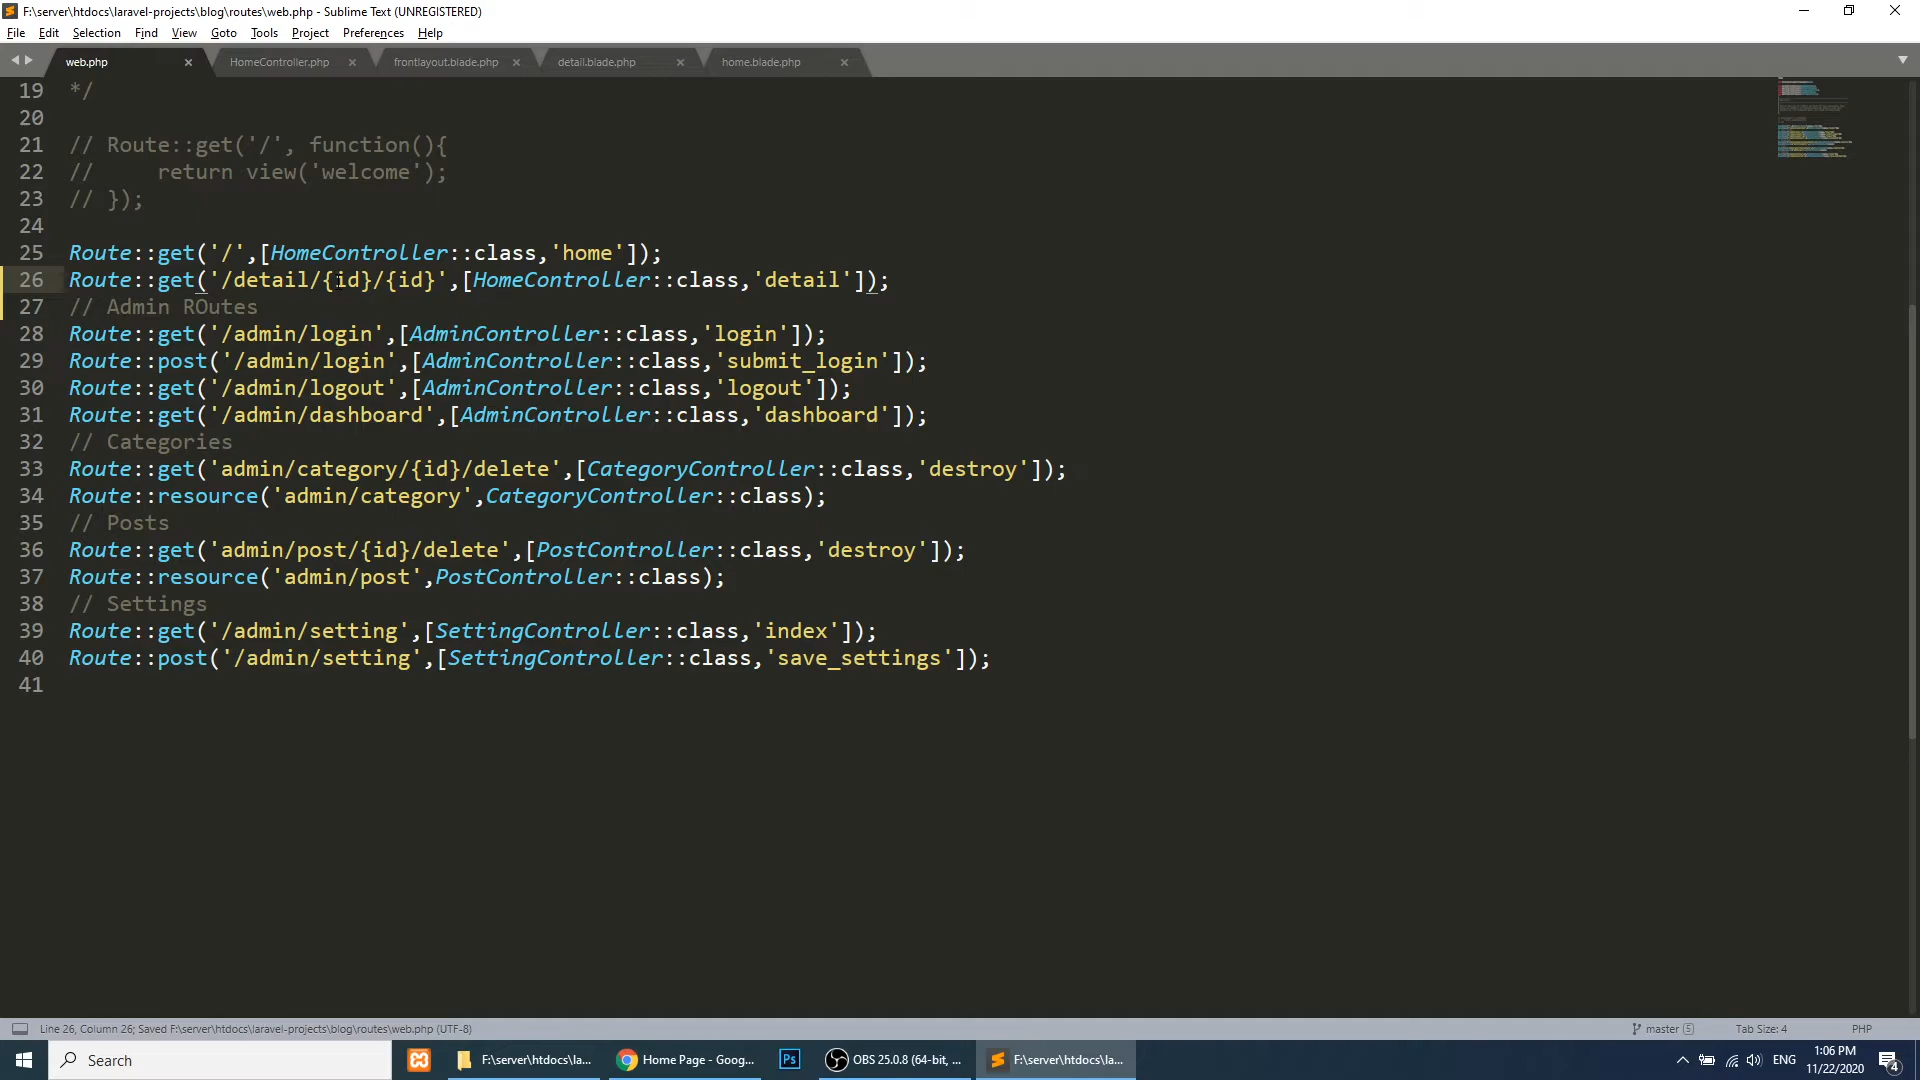 F:\server\htdocs\laravel-projects\blog\routes\web.php - Sublime Text (UNREGISTERED)
File Edit Selection Find View Goto Tools Project Preferences Help
web.php HomeController.php frontlayout.blade.php detail.blade.php home.blade.php
19 */
20
21 // Route::get('/', function(){
22 //     return view('welcome');
23 // });
24
25 Route::get('/',[HomeController::class,'home']);
26 Route::get('/detail/{id}/{id}',[HomeController::class,'detail']);
27 // Admin ROutes
28 Route::get('/admin/login',[AdminController::class,'login']);
29 Route::post('/admin/login',[AdminController::class,'submit_login']);
30 Route::get('/admin/logout',[AdminController::class,'logout']);
31 Route::get('/admin/dashboard',[AdminController::class,'dashboard']);
32 // Categories
33 Route::get('admin/category/{id}/delete',[CategoryController::class,'destroy']);
34 Route::resource('admin/category',CategoryController::class);
35 // Posts
36 Route::get('admin/post/{id}/delete',[PostController::class,'destroy']);
37 Route::resource('admin/post',PostController::class);
38 // Settings
39 Route::get('/admin/setting',[SettingController::class,'index']);
40 Route::post('/admin/setting',[SettingController::class,'save_settings']);
41
Line 26, Column 26; Saved F:\server\htdocs\laravel-projects\blog\routes\web.php (UTF-8) master 5 Tab Size: 4 PHP
Search Ps F:\server\htdocs\la... Home Page - Goog... OBS 25.0.8 (64-bit, ... F:\server\htdocs\la... ENG 1:06 PM
11/22/2020 4